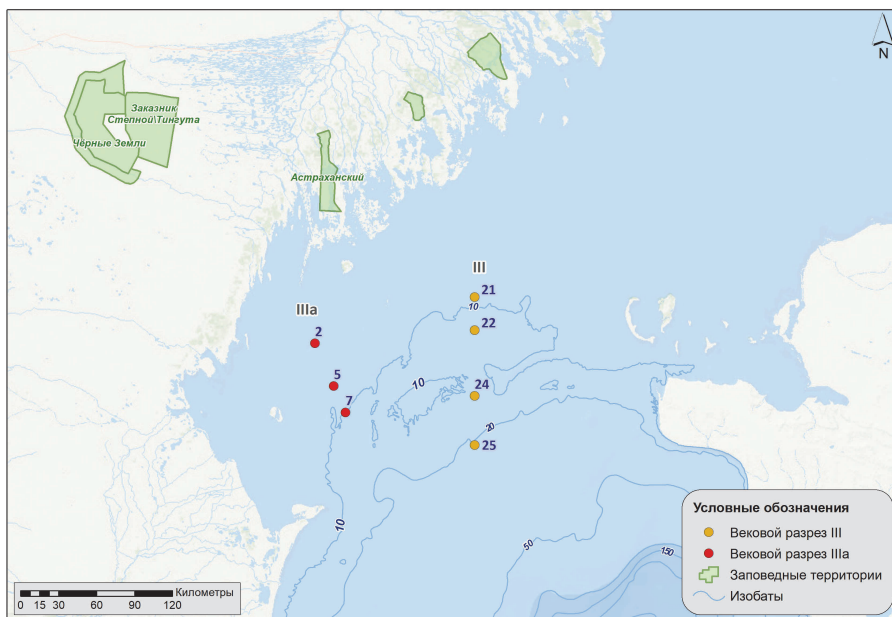 N
Заказник
Степной\Тингута
Чёрные Земли
Астраханский
III
21
10
IIIa
22
2
5
10
24
7
20
25
10
50
150
Условные обозначения
Вековой разрез III
Вековой разрез IIIa
Заповедные территории
Изобаты
Километры
0 15 30 60 90 120